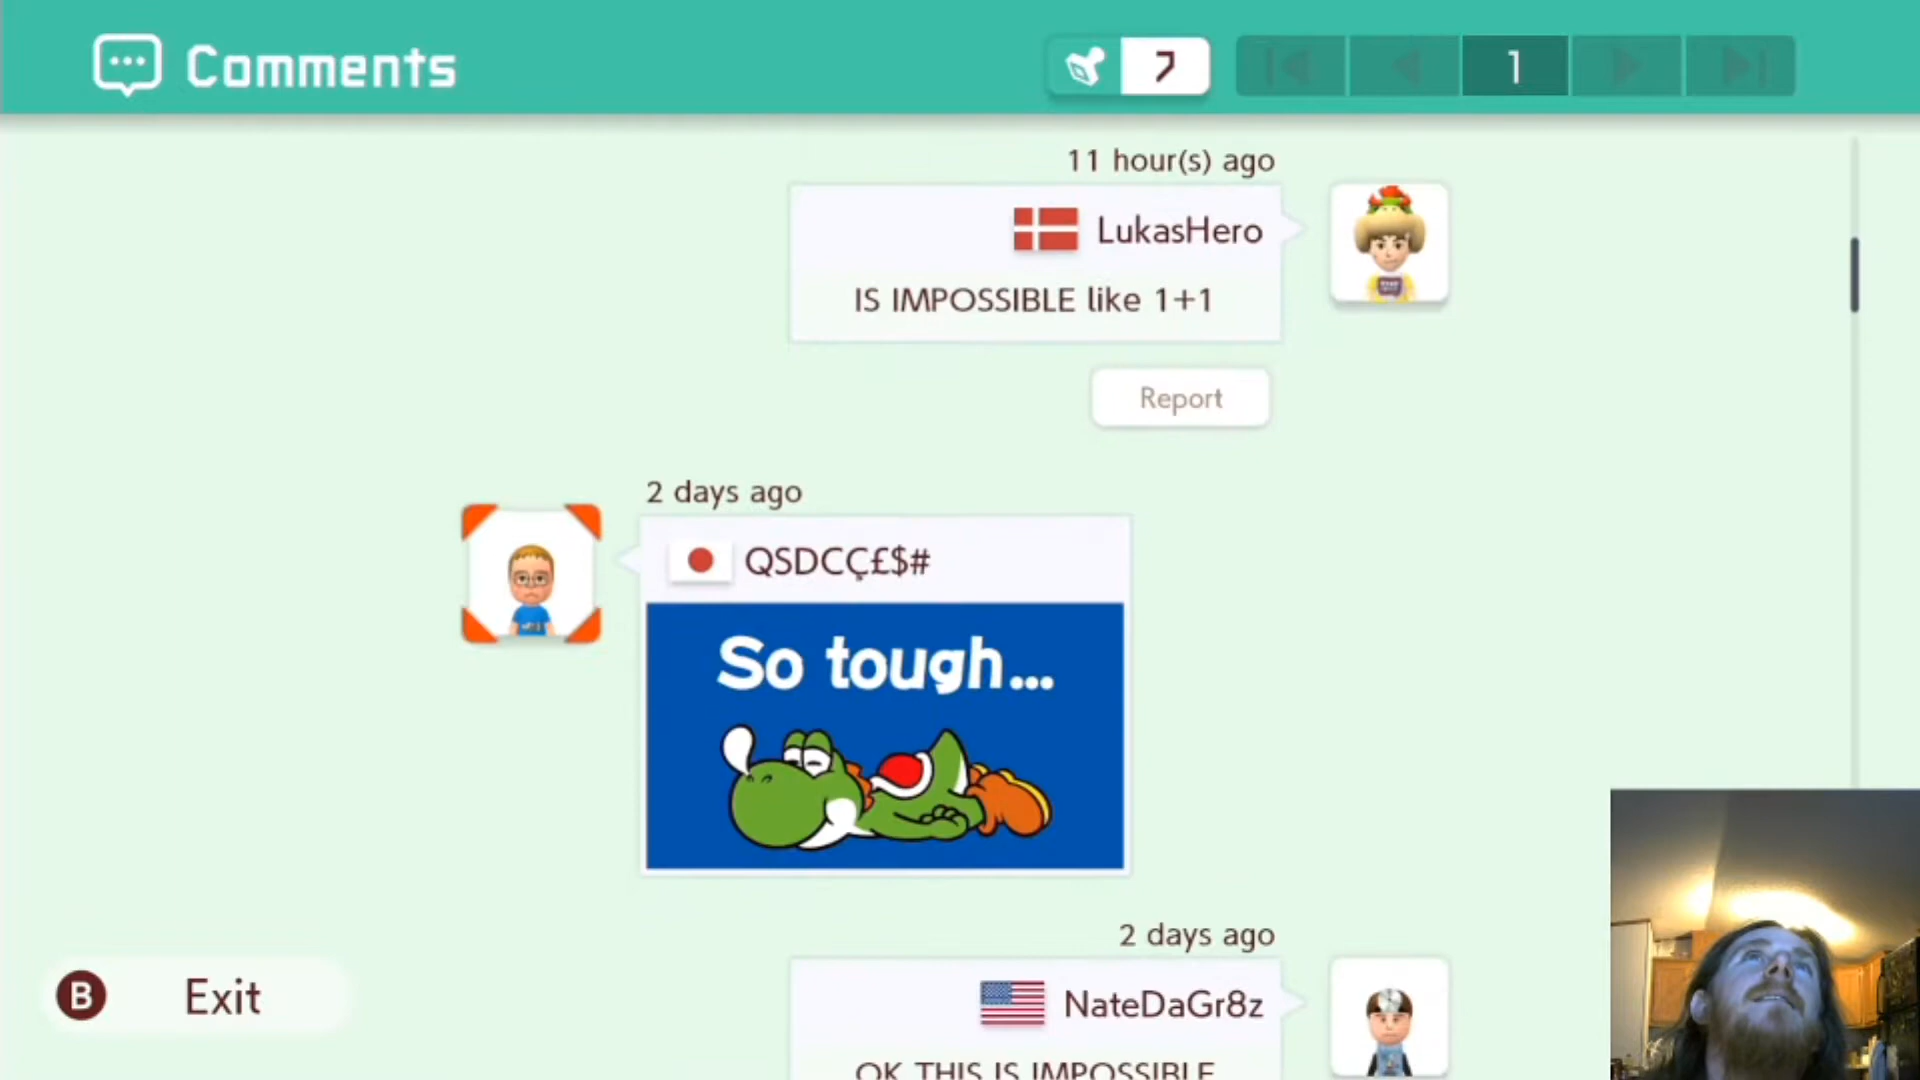 Comments
7
1
11 hour(s) ago
LukasHero
IS IMPOSSIBLE like 1+1
Report
2 days ago
QSDCÇ£$#
So tough...
2 days ago
NateDaGr8z
OK THIS IS IMPOSSIBLE
B Exit